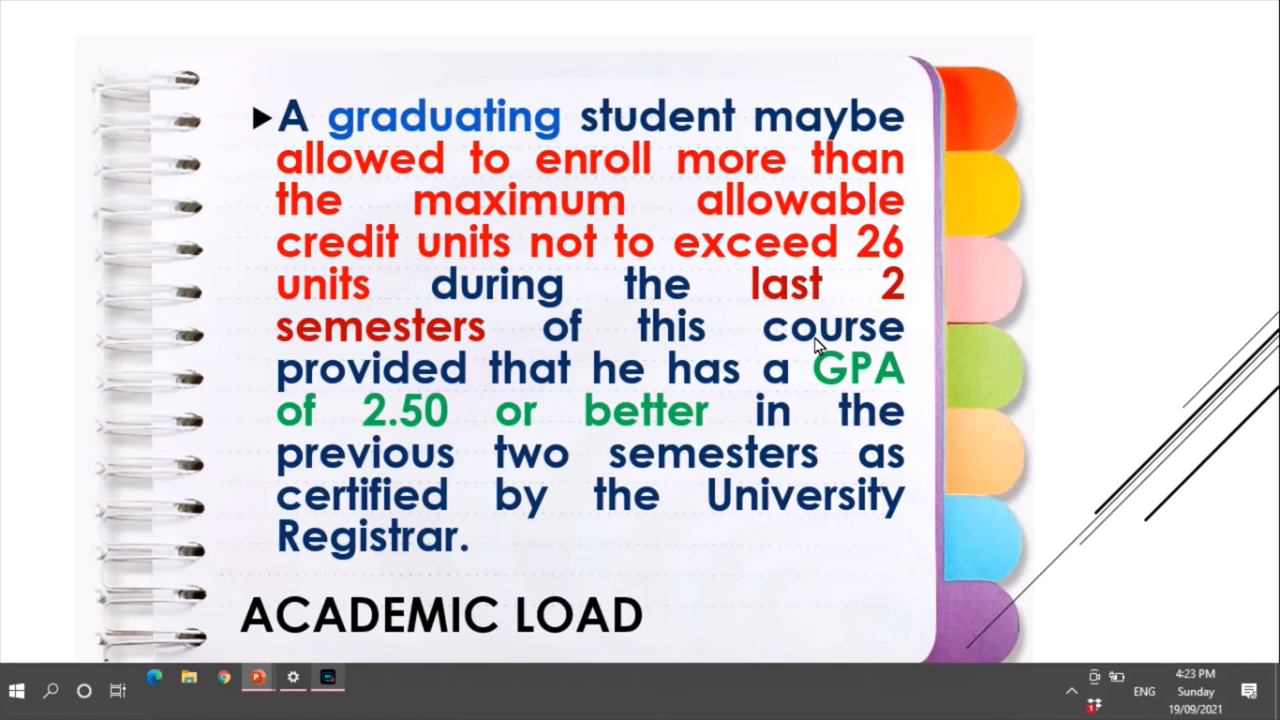 A graduating student maybe
allowed to enroll more than
the maximum allowable
credit units not to exceed 26
units during the last 2
semesters of this course
provided that he has a GPA
of 2.50 or better in the
previous two semesters as
certified by the University
Registrar.
ACADEMIC LOAD
4:23 PM
ENG Sunday
19/09/2021
1